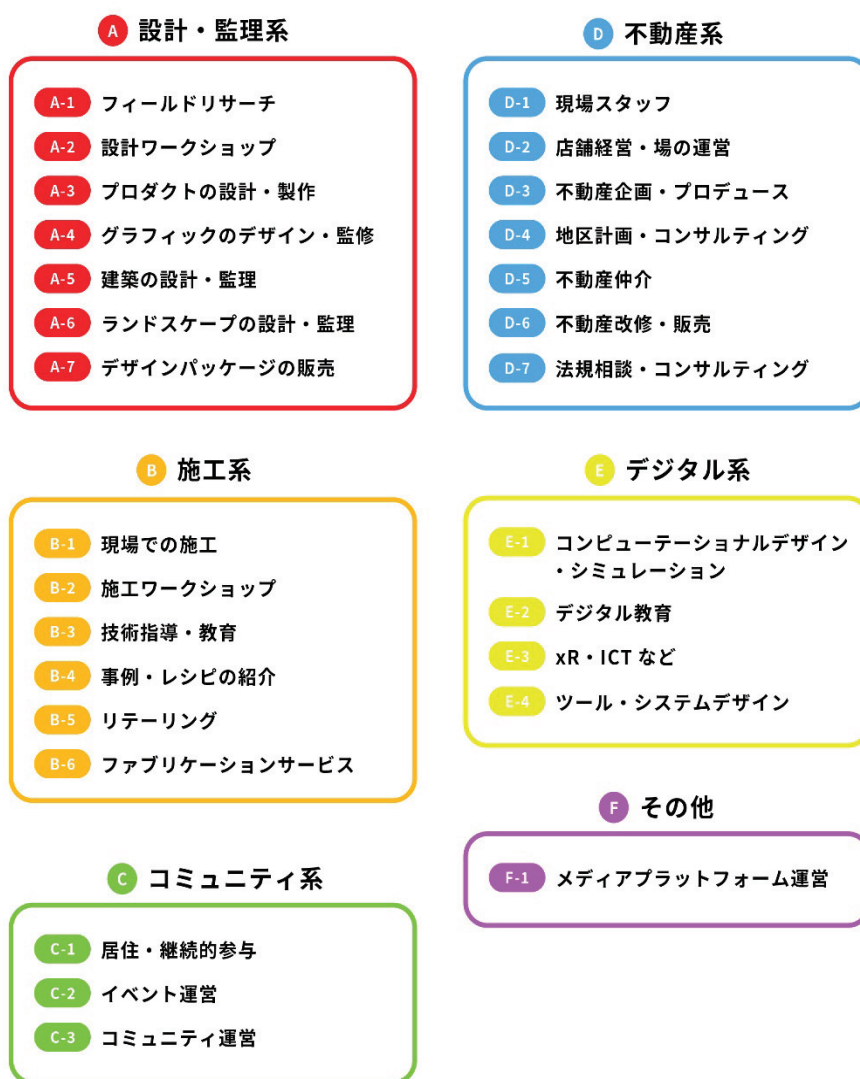 A 設計・監理系
A-1 フィールドリサーチ
A-2 設計ワークショップ
A-3 プロダクトの設計・製作
A-4 グラフィックのデザイン・監修
A-5 建築の設計・監理
A-6 ランドスケープの設計・監理
A-7 デザインパッケージの販売
B 施工系
B-1 現場での施工
B-2 施工ワークショップ
B-3 技術指導・教育
B-4 事例・レシピの紹介
B-5 リテーリング
B-6 ファブリケーションサービス
C コミュニティ系
C-1 居住・継続的参与
C-2 イベント運営
C-3 コミュニティ運営
D 不動産系
D-1 現場スタッフ
D-2 店舗経営・場の運営
D-3 不動産企画・プロデュース
D-4 地区計画・コンサルティング
D-5 不動産仲介
D-6 不動産改修・販売
D-7 法規相談・コンサルティング
E デジタル系
E-1 コンピューテーショナルデザイン
・シミュレーション
E-2 デジタル教育
E-3 xR・ICT など
E-4 ツール・システムデザイン
F その他
F-1 メディアプラットフォーム運営